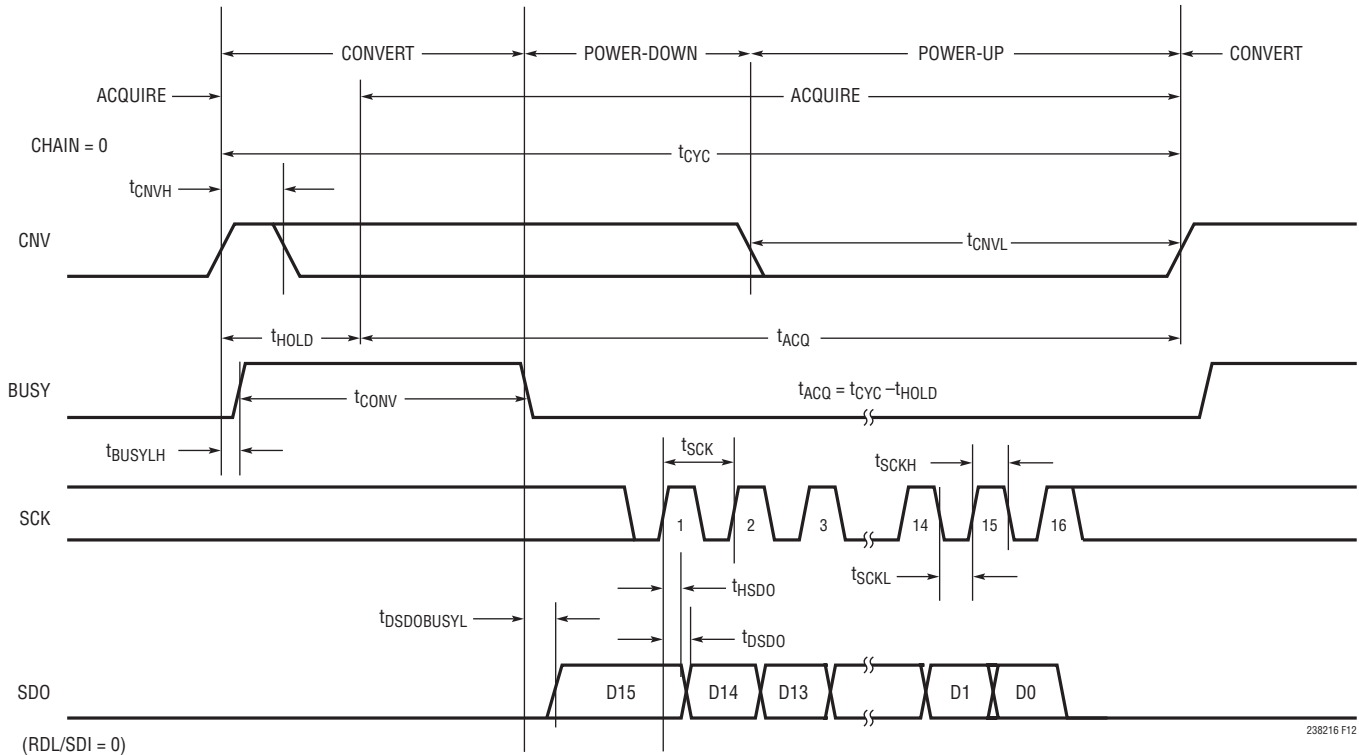 CONVERT POWER-DOWN POWER-UP CONVERT
ACQUIRE ACQUIRE
CHAIN = 0
tCYC
tCNVH
CNV
tCNVL
tHOLD tACQ
BUSY
tCONV
tACQ = tCYC –tHOLD
tBUSYLH
tSCK
tSCKH
SCK
1 2 3 14 15 16
tSCKL
tHSDO
tDSDOBUSYL
tDSDO
SDO
D15 D14 D13 D1 D0
238216 F12
(RDL/SDI = 0)